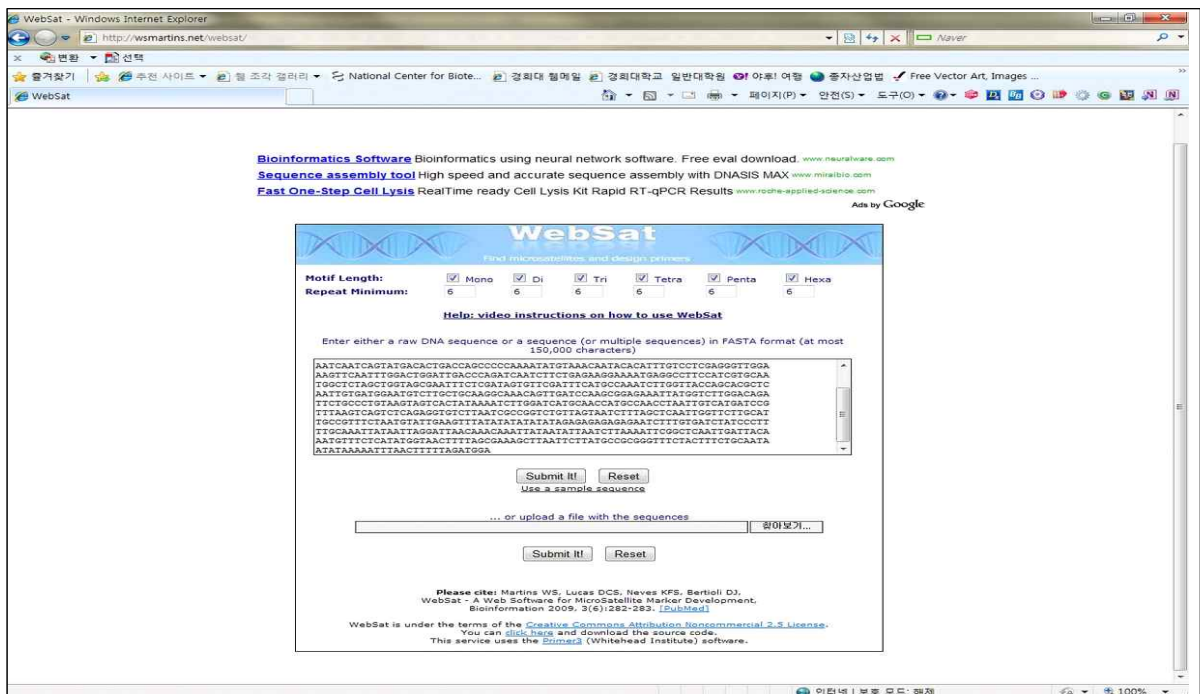 WebSat - Windows Internet Explorer
http://wsmartins.net/websat/
Naver
x 변환 선택
즐겨찾기 추천 사이트 웹 조각 갤러리 National Center for Biote... 경희대 웹메일 경희대학교 일반대학원 야후! 여행 종자산업법 Free Vector Art, Images ...
WebSat
페이지(P) 안전(S) 도구(O)
Bioinformatics Software Bioinformatics using neural network software. Free eval download. www.neuralware.com
Sequence assembly tool High speed and accurate sequence assembly with DNASIS MAX www.miraibio.com
Fast One-Step Cell Lysis RealTime ready Cell Lysis Kit Rapid RT-qPCR Results www.roche-applied-science.com
Ads by Google
WebSat
Find microsatellites and design primers
Motif Length: Mono Di Tri Tetra Penta Hexa
Repeat Minimum: 6 6 6 6 6 6
Help: video instructions on how to use WebSat
Enter either a raw DNA sequence or a sequence (or multiple sequences) in FASTA format (at most
150,000 characters)
AATCAATCAGTATGACACTGACCAGCCCCCAAAATATGTAAACAATACACATTTGTCCTCGAGGGTTGGA
AAGTTCAATTTGGACTGGATTGACCCAGATCAATCTTCTGAGAAGGAAAATGAGGCCTTCCATCGTGCAA
TGGCTCTAGCTGGTAGCGAATTTCTCGATAGTGTTCGATTTCATGCCAAATCTTGGTTACCAGCACGCTC
AATTGTGATGGAATGTCTTGCTGCAAGGCAAACAGTTGATCCAAGCGGAGAAATTATGGTCTTGGACAGA
TTCTGCCCTGTAAGTAGTCACTATAAAATCTTGGATCATGCAACCATGCCAACCTAATTGTCATGATCCG
TTTAAGTCAGTCTCAGAGGTGTCTTAATCGCCGGTCTGTTAGTAATCTTTAGCTCAATTGGTTCTTGCAT
TGCCGTTTCTAATGTATTGAAGTTTATATATATATATAGAGAGAGAGAGAATCTTTGTGATCTATCCCTT
TTGCAAATTATAATTAGGATTAACAAACAAATTATAATATTAATCTTAAAATTCGGCTCAATTGATTACA
AATGTTTCTCATATGGTAACTTTTAGCGAAAGCTTAATTCTTATGCCGCGGGTTTCTACTTTCTGCAATA
ATATAAAAATTTAACTTTTTAGATGGA
Submit It! Reset
Use a sample sequence
... or upload a file with the sequences
찾아보기...
Submit It! Reset
Please cite: Martins WS, Lucas DCS, Neves KFS, Bertioli DJ.
WebSat - A Web Software for MicroSatellite Marker Development.
Bioinformation 2009, 3(6):282-283. [PubMed]
WebSat is under the terms of the Creative Commons Attribution Noncommercial 2.5 License.
You can click here and download the source code.
This service uses the Primer3 (Whitehead Institute) software.
인터넷 | 보호 모드: 해제
100%